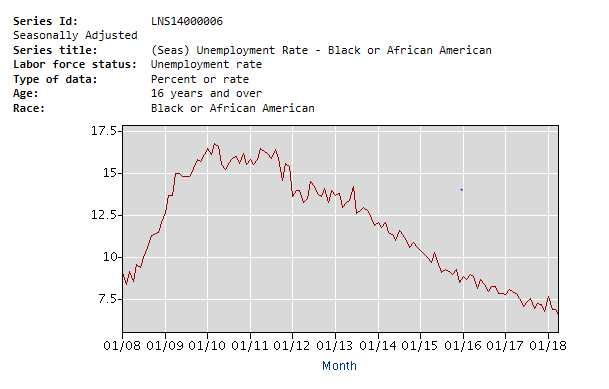 Series Id: LNS14000006
Seasonally Adjusted
Series title: (Seas) Unemployment Rate - Black or African American
Labor force status: Unemployment rate
Type of data: Percent or rate
Age: 16 years and over
Race: Black or African American
17.5
15
12.5
10
7.5
01/08 01/09 01/10 01/11 01/12 01/13 01/14 01/15 01/16 01/17 01/18
Month